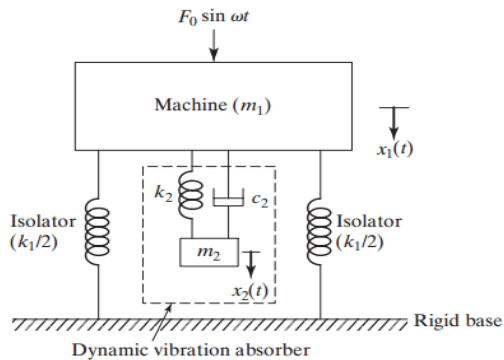 F₀ sin ωt
Machine (m₁)
x₁(t)
k₂
c₂
Isolator
(k₁/2)
Isolator
(k₁/2)
m₂
x₂(t)
Rigid base
Dynamic vibration absorber